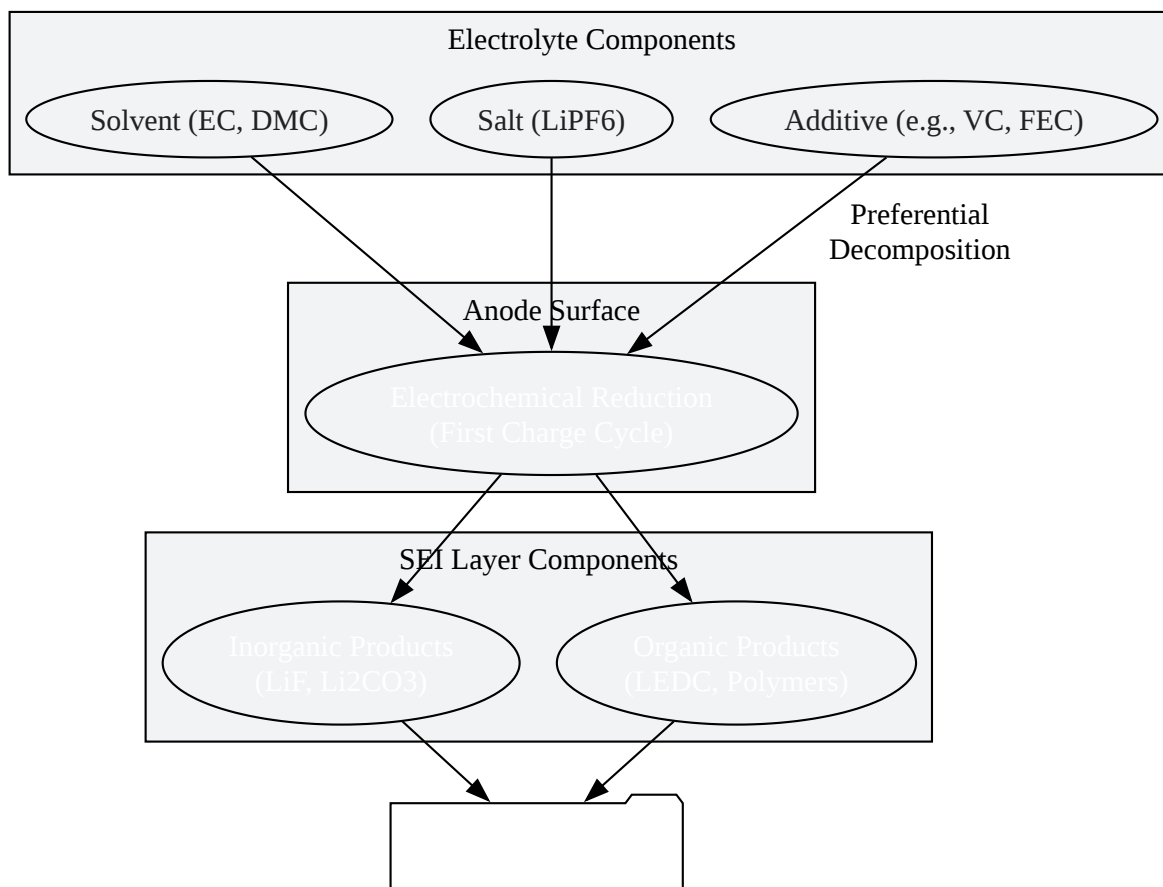 Electrolyte Components
Solvent (EC, DMC)
Salt (LiPF6)
Additive (e.g., VC, FEC)
Preferential
Decomposition
Anode Surface
Electrochemical Reduction
(First Charge Cycle)
SEI Layer Components
Inorganic Products
(LiF, Li2CO3)
Organic Products
(LEDC, Polymers)